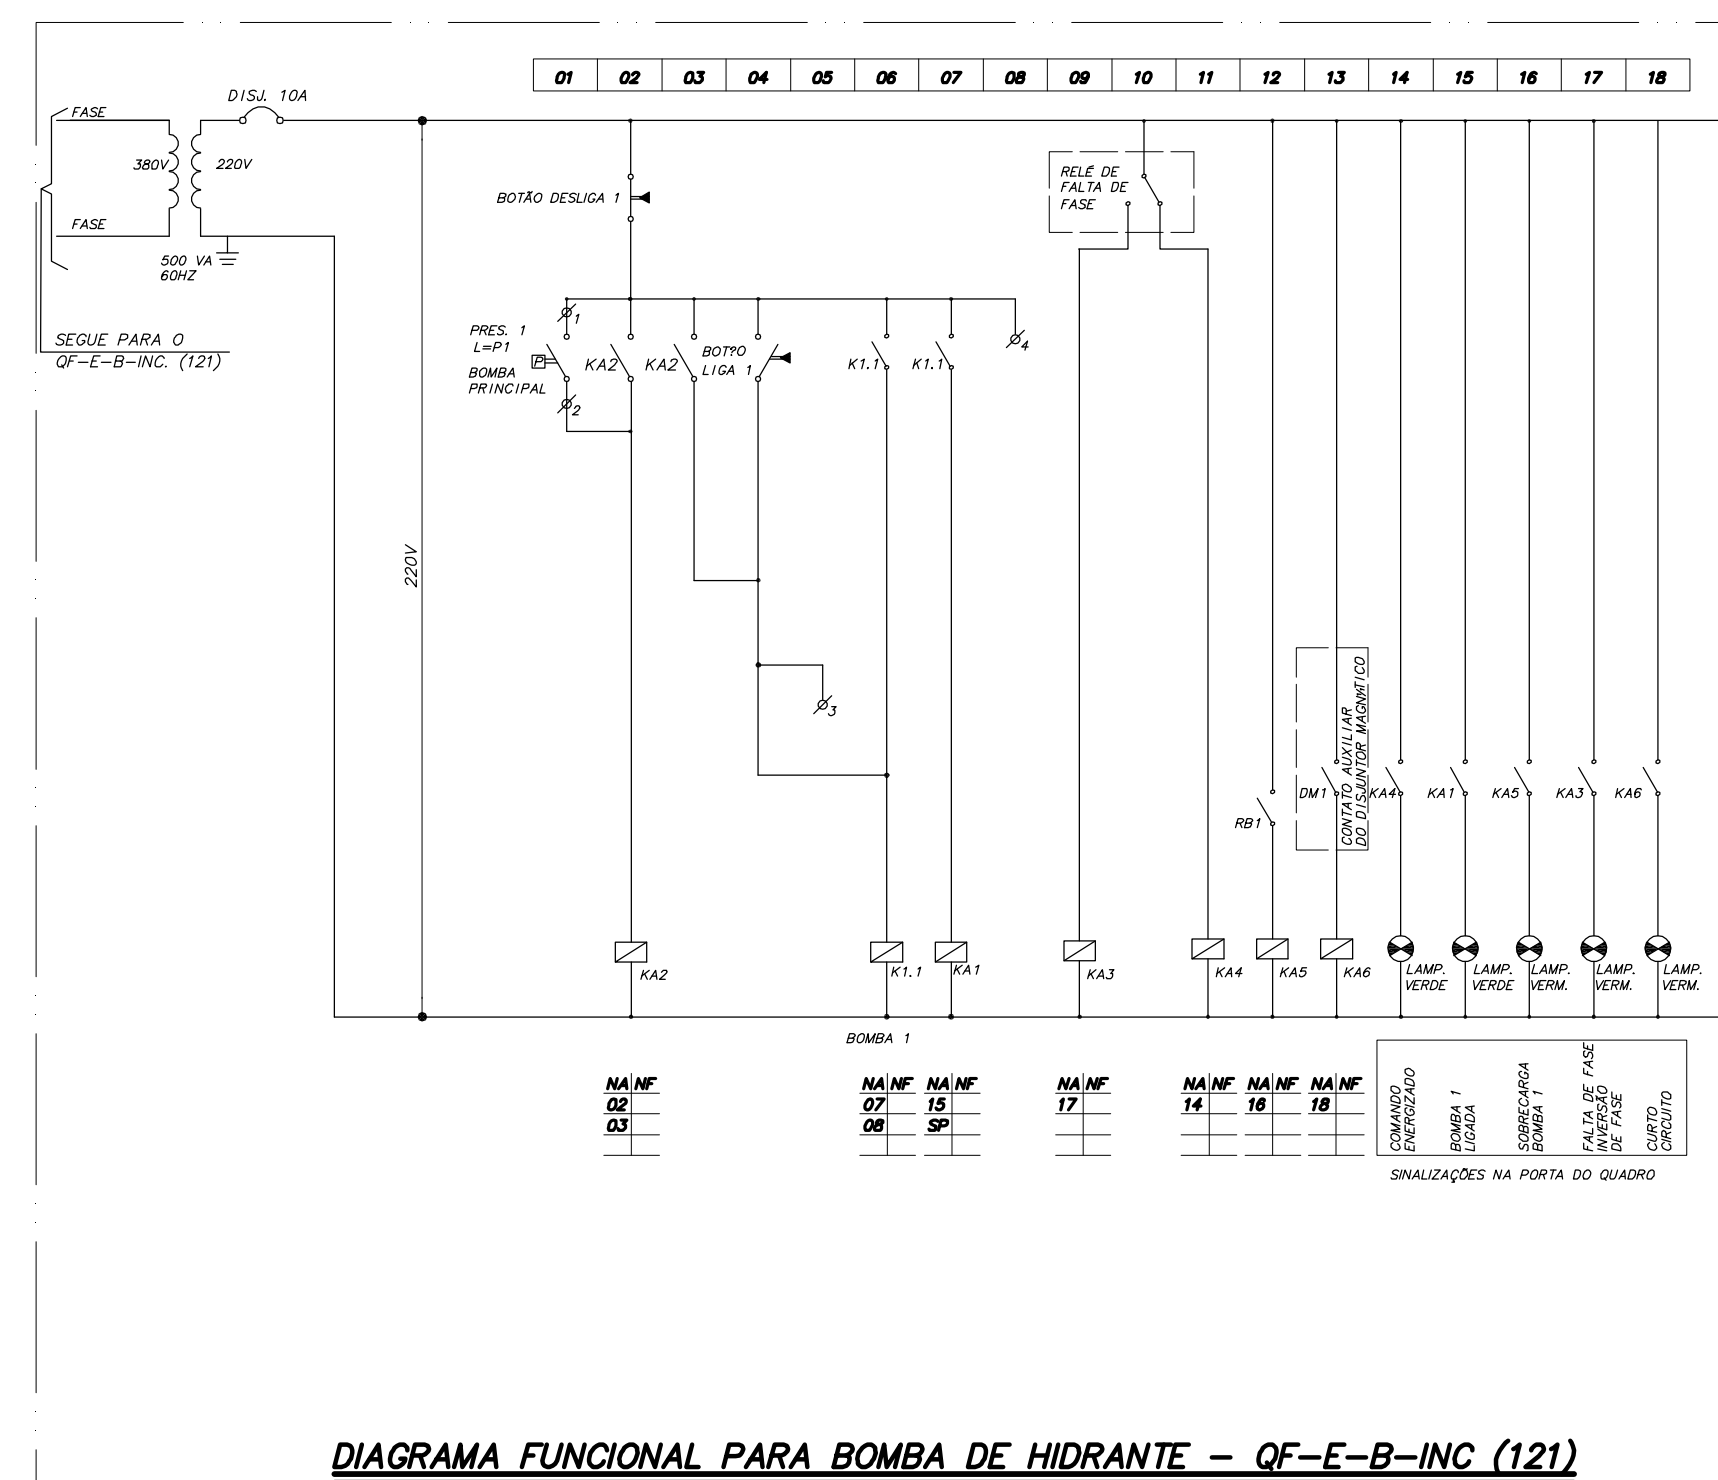 01 02 03 04 05 06 07 08 09 10 11 12 13 14 15 16 17 18
DISJ. 10A
FASE
380V
220V
FASE
500 VA
60HZ
SEGUE PARA O
QF-E-B-INC. (121)
220V
BOTÃO DESLIGA 1
RELÉ DE
FALTA DE
FASE
1
PRES. 1
L=P1
P
BOMBA
PRINCIPAL
2
KA2
KA2
BOT?O
LIGA 1
K1.1
K1.1
4
3
RB1
DM1
CONTATO AUXILIAR
KA4
KA1
KA5
KA3
KA6
KA2
K1.1
KA1
KA3
KA4
KA5
KA6
LAMP.
VERDE
LAMP.
VERDE
LAMP.
VERM.
LAMP.
VERM.
LAMP.
VERM.
BOMBA 1
NA NF
02
03
NA NF
07
08
NA NF
15
SP
NA NF
17
NA NF
14
NA NF
16
NA NF
18
COMANDO
ENERGIZADO
BOMBA 1
LIGADA
SOBRECARGA
BOMBA 1
FALTA DE FASE
INVERSÃO
DE FASE
CURTO
CIRCUITO
SINALIZAÇÕES NA PORTA DO QUADRO
DO DISJUNTOR
DIAGRAMA FUNCIONAL PARA BOMBA DE HIDRANTE - QF-E-B-INC (121)